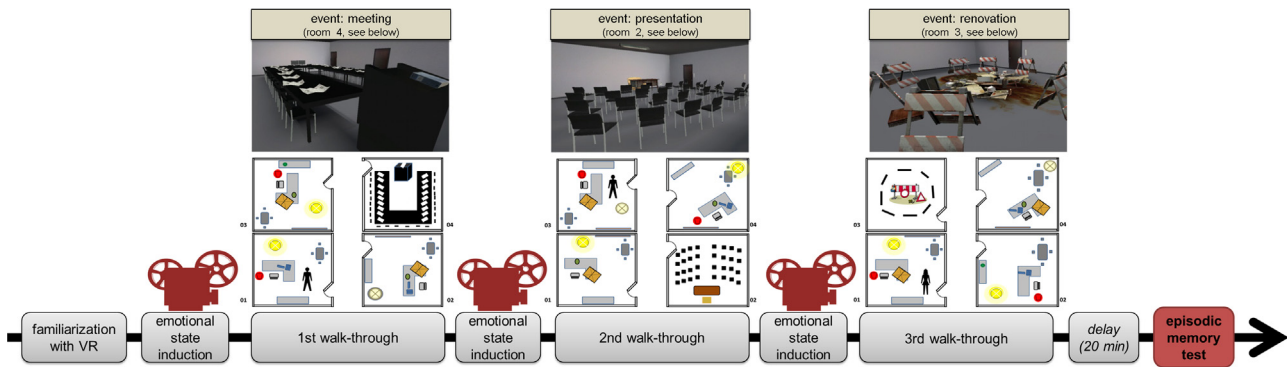 event: meeting
(room 4, see below)
event: presentation
(room 2, see below)
event: renovation
(room 3, see below)
03
04
01
02
03
04
01
02
03
04
01
02
familiarization
with VR
emotional
state
induction
1st walk-through
emotional
state
induction
2nd walk-through
emotional
state
induction
3rd walk-through
delay
(20 min)
episodic
memory
test